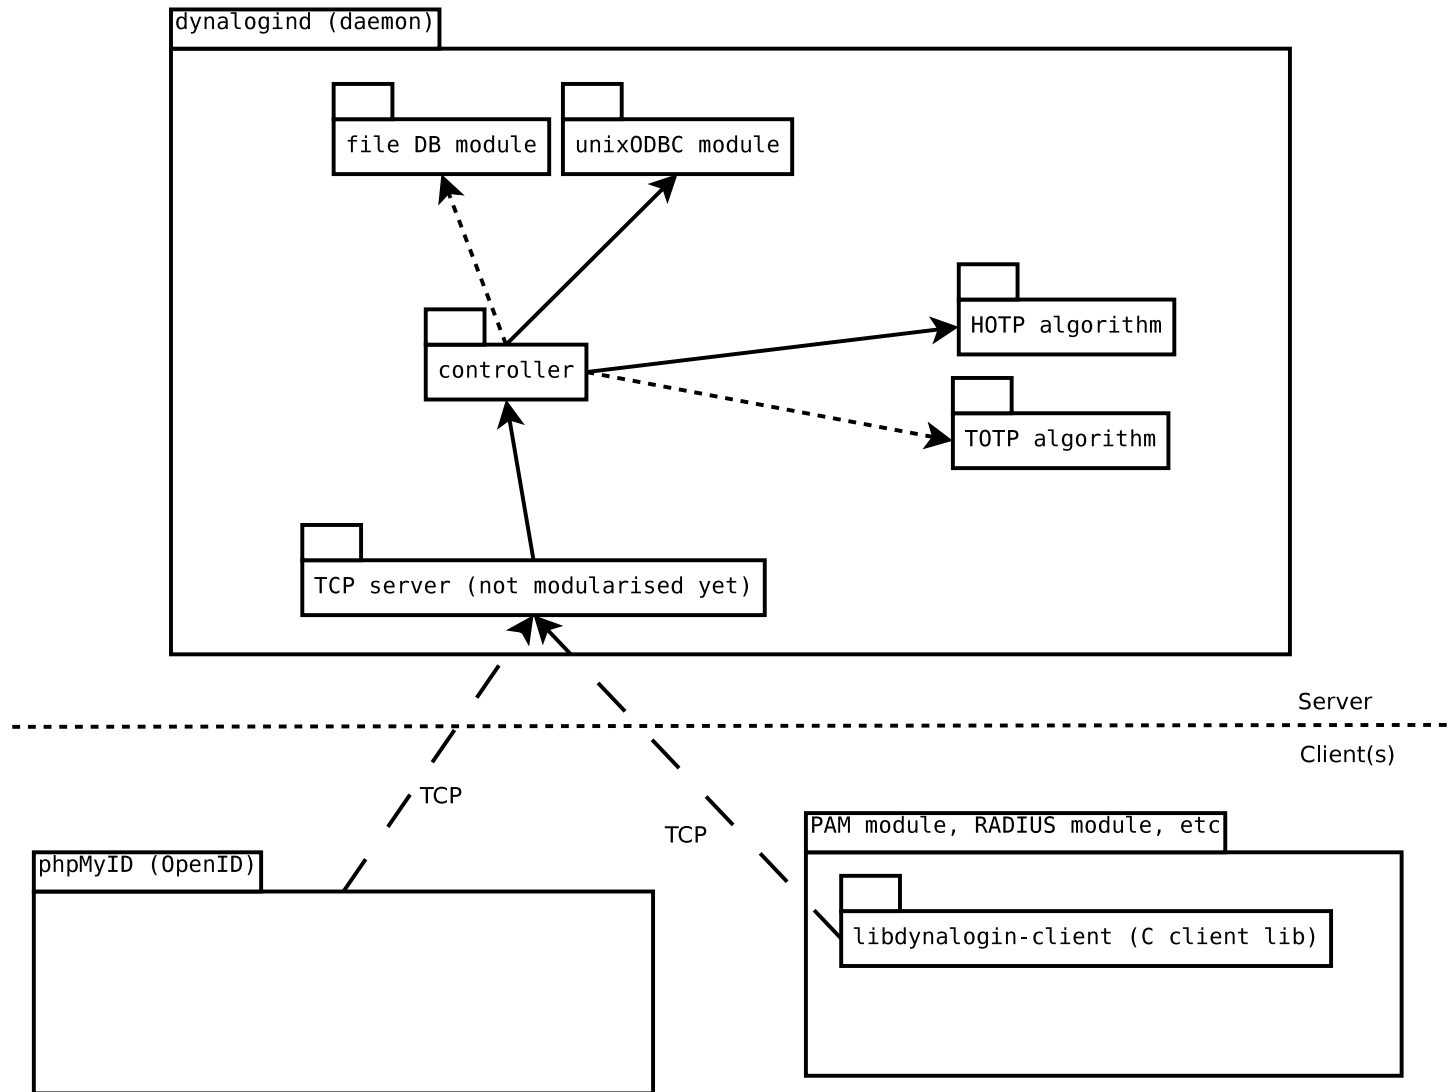 dynalogind (daemon)
file DB module
unixODBC module
HOTP algorithm
controller
TOTP algorithm
TCP server (not modularised yet)
Server
Client(s)
TCP
TCP
PAM module, RADIUS module, etc
phpMyID (OpenID)
libdynalogin-client (C client lib)